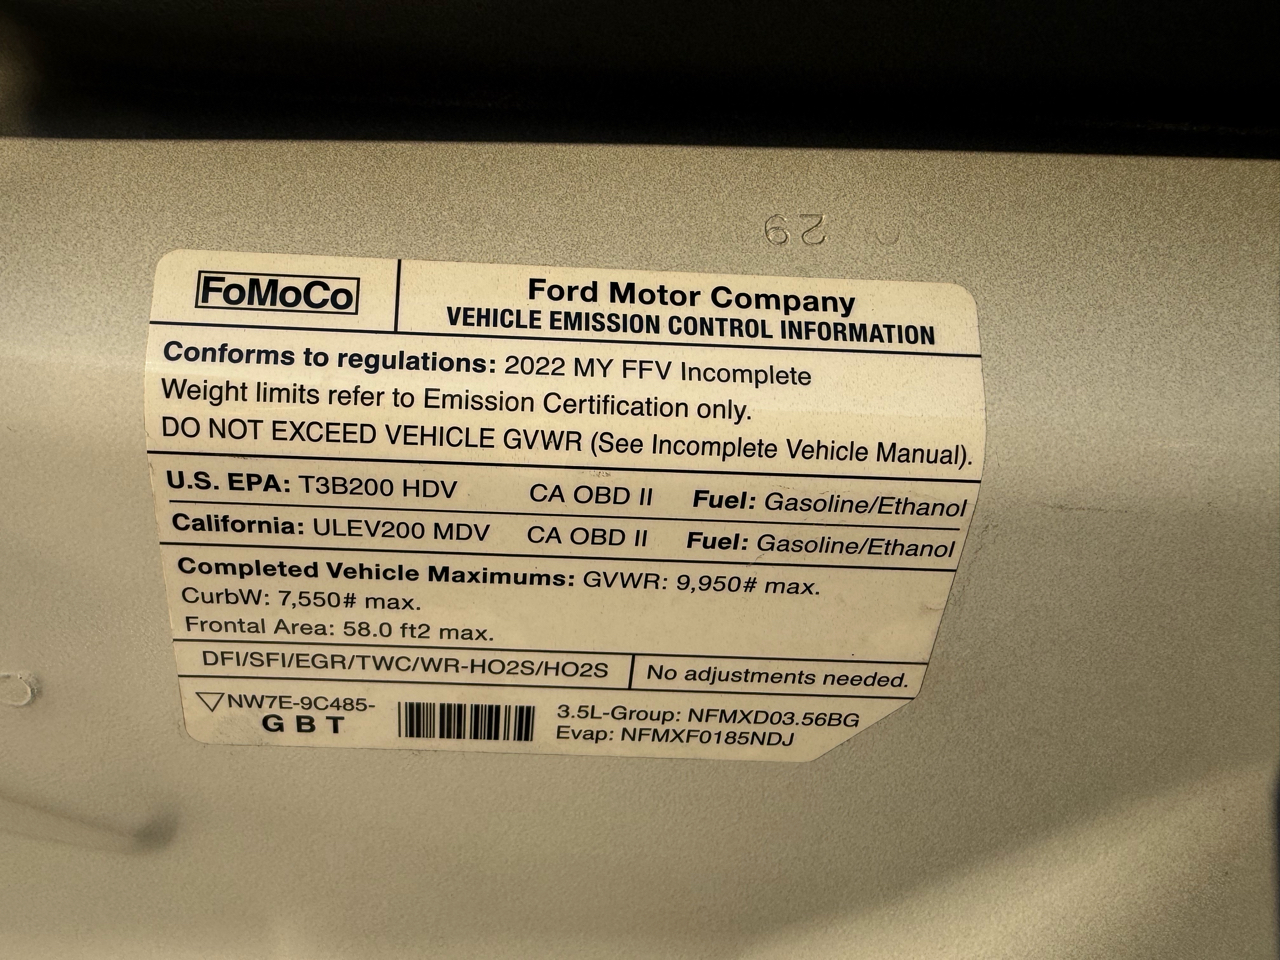 29
FoMoCo
Ford Motor Company
VEHICLE EMISSION CONTROL INFORMATION
Conforms to regulations: 2022 MY FFV Incomplete
Weight limits refer to Emission Certification only.
DO NOT EXCEED VEHICLE GVWR (See Incomplete Vehicle Manual).
U.S. EPA: T3B200 HDV CA OBD II Fuel: Gasoline/Ethanol
California: ULEV200 MDV CA OBD II Fuel: Gasoline/Ethanol
Completed Vehicle Maximums: GVWR: 9,950# max.
CurbW: 7,550# max.
Frontal Area: 58.0 ft2 max.
DFI/SFI/EGR/TWC/WR-HO2S/HO2S No adjustments needed.
NW7E-9C485-
GBT
3.5L-Group: NFMXD03.56BG
Evap: NFMXF0185NDJ